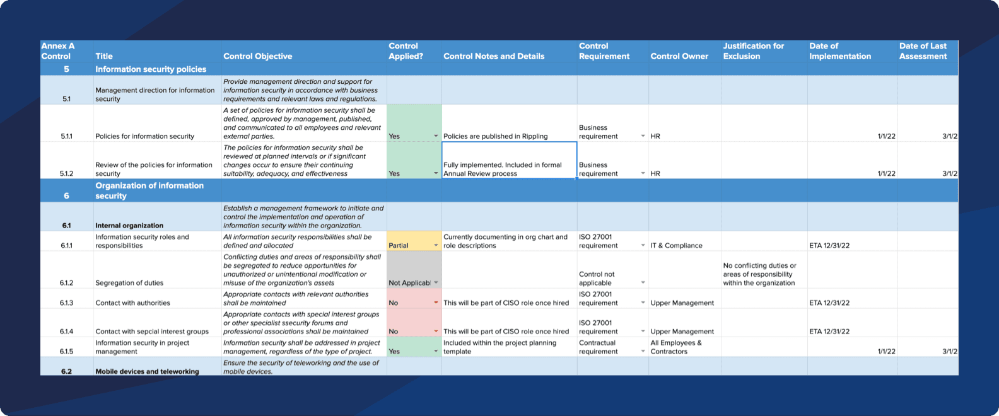 Annex A Control
Title
Control Objective
Control Applied?
Control Notes and Details
Control Requirement
Control Owner
Justification for Exclusion
Date of Implementation
Date of Last Assessment
5
Information security policies
5.1
Management direction for information
security
Provide management direction and support for
information security in accordance with business
requirements and relevant laws and regulations.
5.1.1
Policies for information security
A set of policies for information security shall be
defined, approved by management, published,
and communicated to all employees and relevant
external parties.
Yes
Policies are published in Rippling
Business
requirement
HR
1/1/22
3/1/2
5.1.2
Review of the policies for information
security
The policies for information security shall be
reviewed at planned intervals or if significant
changes occur to ensure their continuing
suitability, adequacy, and effectiveness
Yes
Fully implemented. Included in formal
Annual Review process
Business
requirement
HR
1/1/22
3/1/2
6
Organization of information
security
6.1
Internal organization
Establish a management framework to initiate and
control the implementation and operation of
information security within the organization.
6.1.1
Information security roles and
responsibilities
All information security responsibilities shall be
defined and allocated
Partial
Currently documenting in org chart and
role descriptions
ISO 27001
requirement
IT & Compliance
ETA 12/31/22
6.1.2
Segregation of duties
Conflicting duties and areas of responsibility shall
be segregated to reduce opportunities for
unauthorized or unintentional modification or
misuse of the organization's assets
Not Applicabl
Control not
applicable
No conflicting duties or
areas of responsibility
within the organization
6.1.3
Contact with authorities
Appropriate contacts with relevant authorities
shall be maintained
No
This will be part of CISO role once hired
ISO 27001
requirement
Upper Management
ETA 12/31/22
6.1.4
Contact with sepcial interest groups
Appropriate contacts with special interest groups
or other specialist ssecurity forums and
professional associations shall be maintained
No
This will be part of CISO role once hired
ISO 27001
requirement
Upper Management
ETA 12/31/22
6.1.5
Information security in project
management
Information security shall be addressed in project
management, regardless of the type of project.
Yes
Included within the project planning
template
Contractual
requirement
All Employees &
Contractors
1/1/22
3/1/2
6.2
Mobile devices and teleworking
Ensure the security of teleworking and the use of
mobile devices.